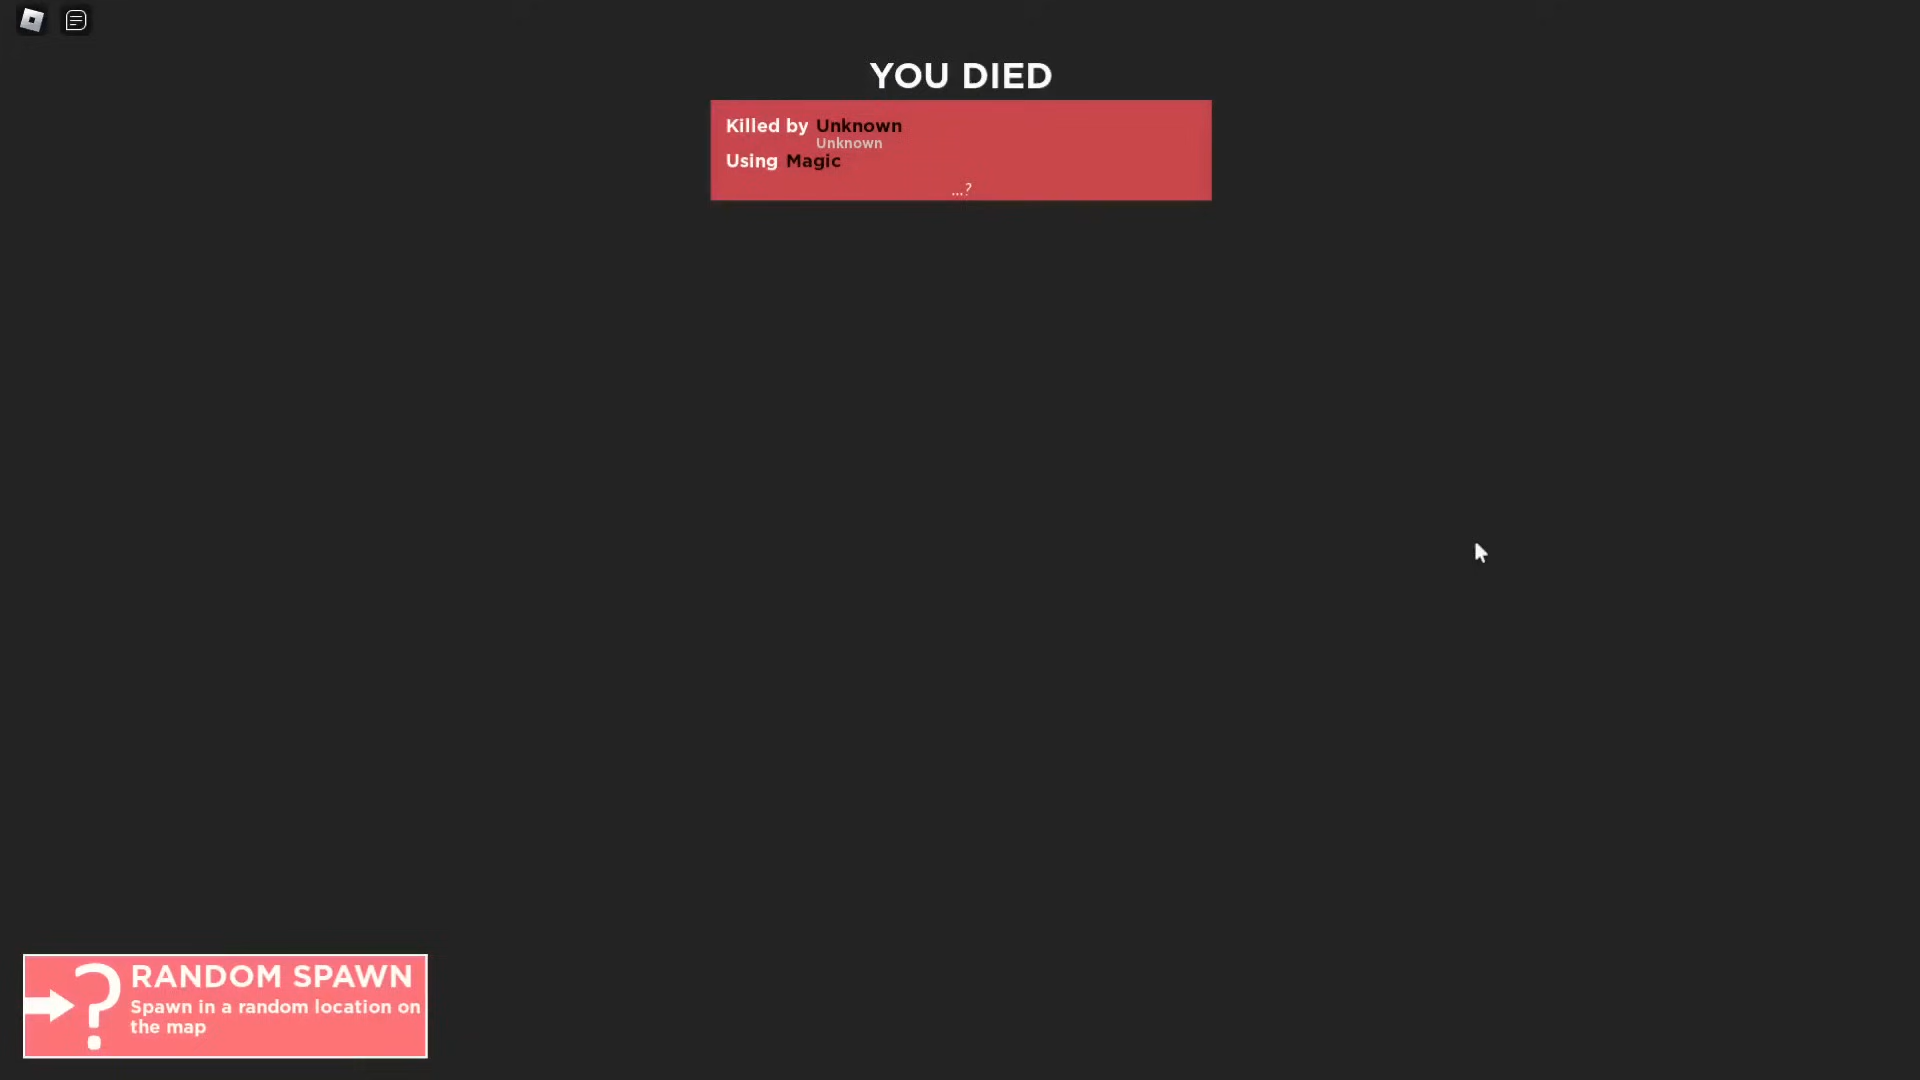 YOU DIED
Killed by Unknown
Unknown
Using Magic
...?
RANDOM SPAWN
Spawn in a random location on
the map